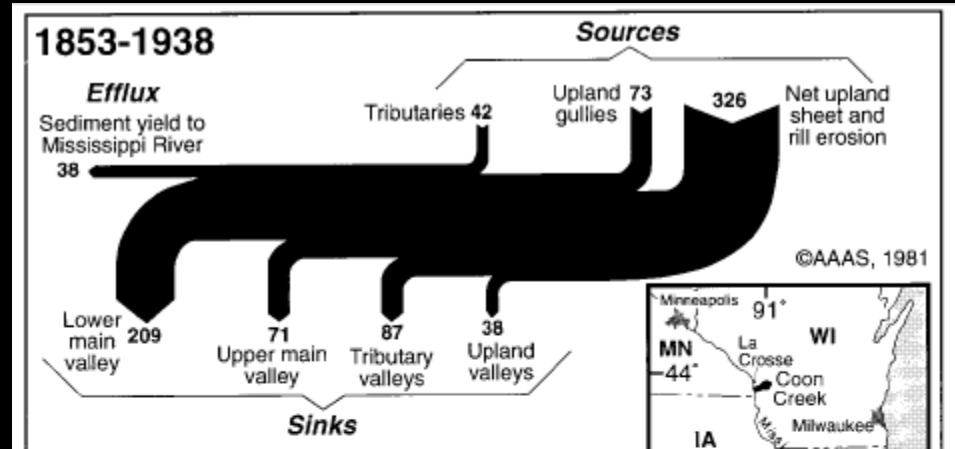 1853-1938
Sources
Efflux
Sediment yield to
Mississippi River
38
Tributaries 42
Upland
gullies
73
326
Net upland
sheet and
rill erosion
©AAAS, 1981
Lower
main
valley
209
71
Upper main
valley
87
Tributary
valleys
38
Upland
valleys
Sinks
Minneapolis
91°
MN
WI
La
Crosse
44°
Coon
Creek
Milwaukee
Miss
IA